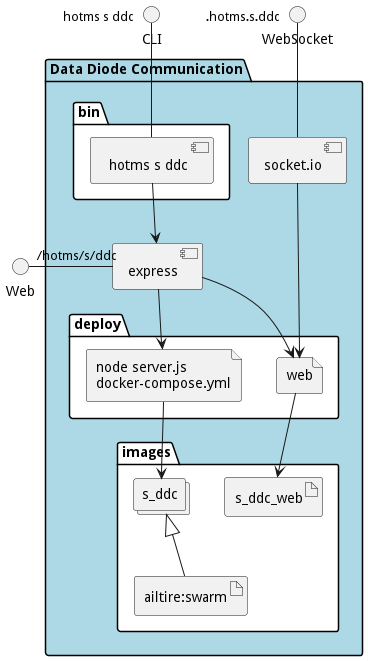 hotms s ddc
.hotms.s.ddc
CLI
WebSocket
Data Diode Communication
bin
hotms s ddc
socket.io
/hotms/s/ddc
express
Web
deploy
node server.js
docker-compose.yml
web
images
s_ddc
s_ddc_web
ailtire:swarm